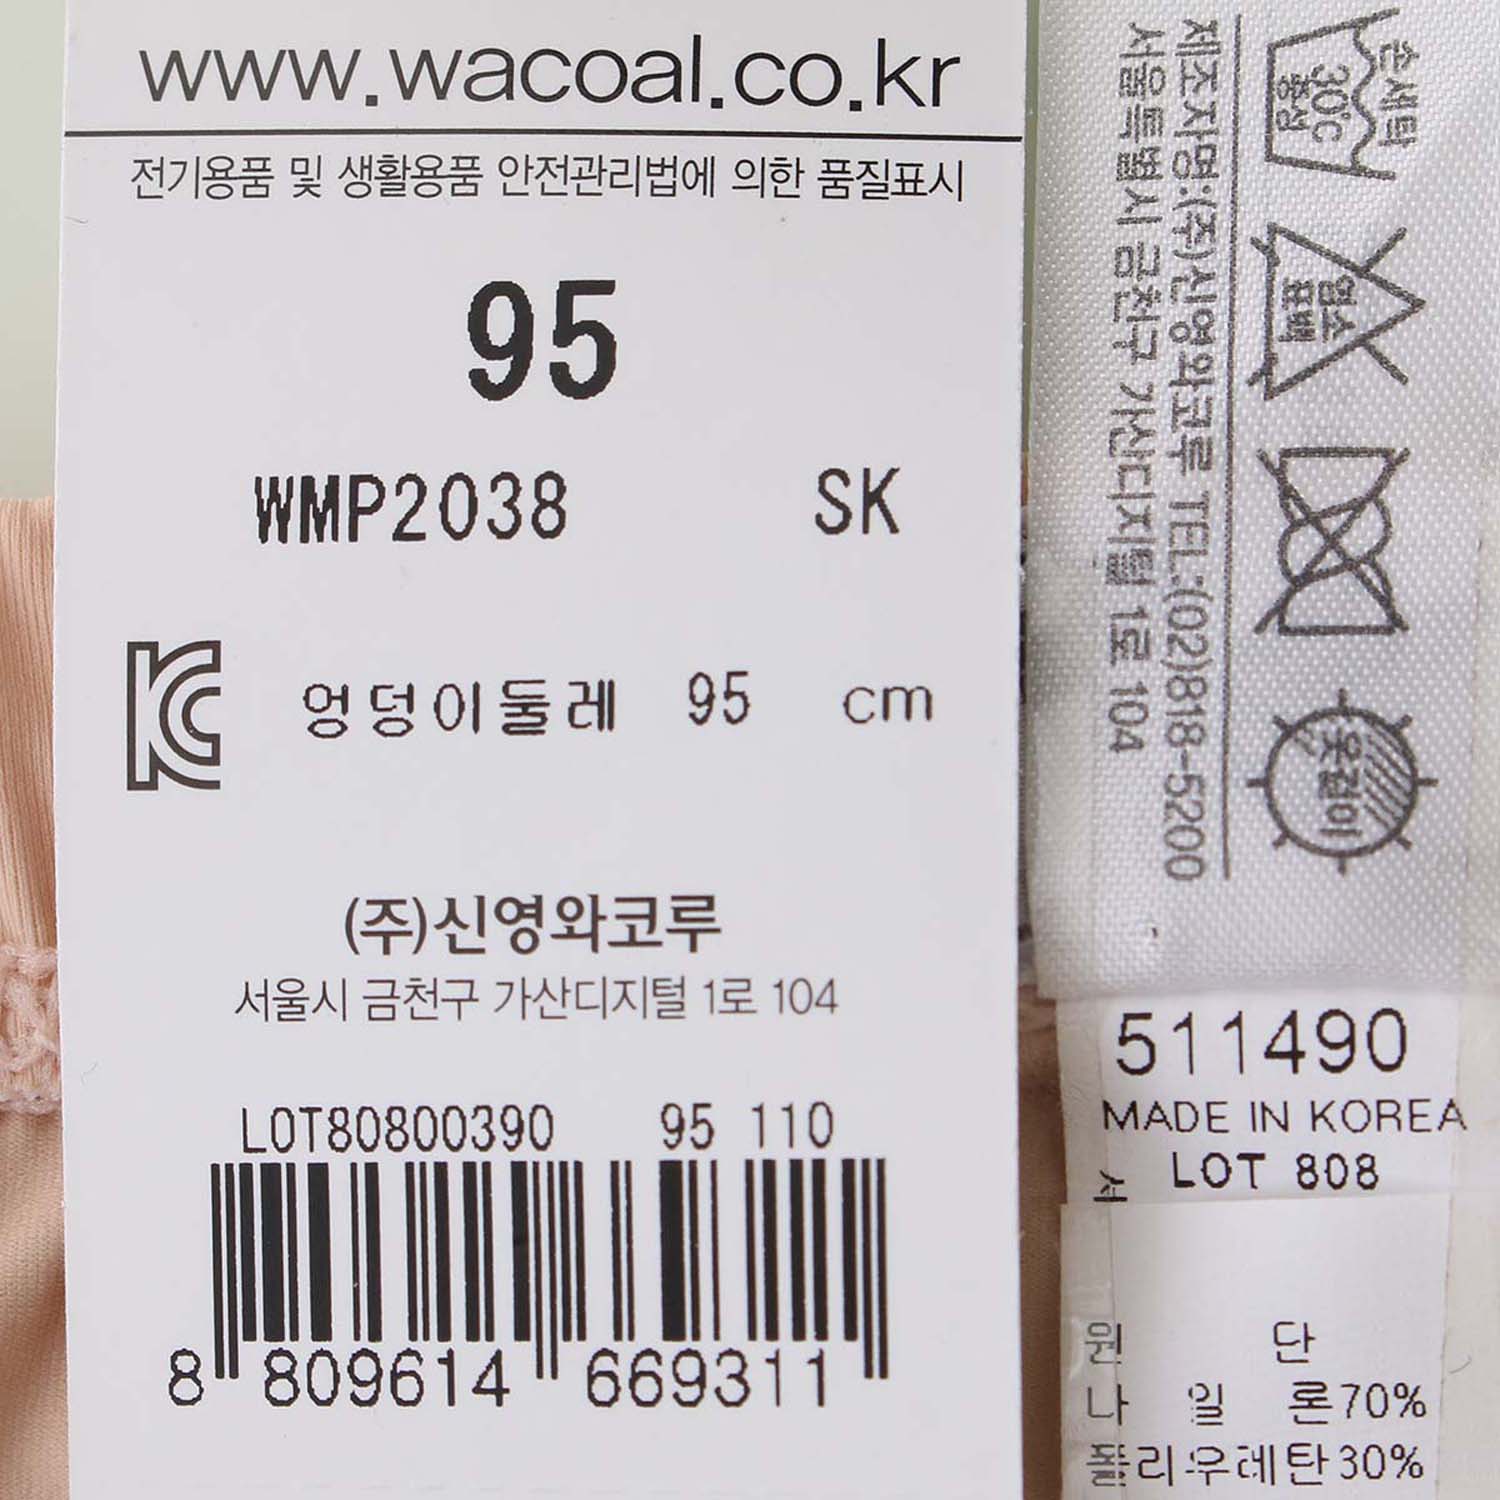 www.wacoal.co.kr
전기용품 및 생활용품 안전관리법에 의한 품질표시
95
WMP2038 SK
엉덩이둘레 95 cm
(주)신영와코루
서울시 금천구 가산디지털 1로 104
LOT80800390 95 110
8 809614 669311
손세탁
30℃
중성
염소
표백
옷걸이
제조자명:(주)신영와코루 TEL:(02)818-5200
서울특별시 금천구 가산디지털 1로 104
511490
MADE IN KOREA
LOT 808
원 단
나 일 론70%
폴리우레탄30%